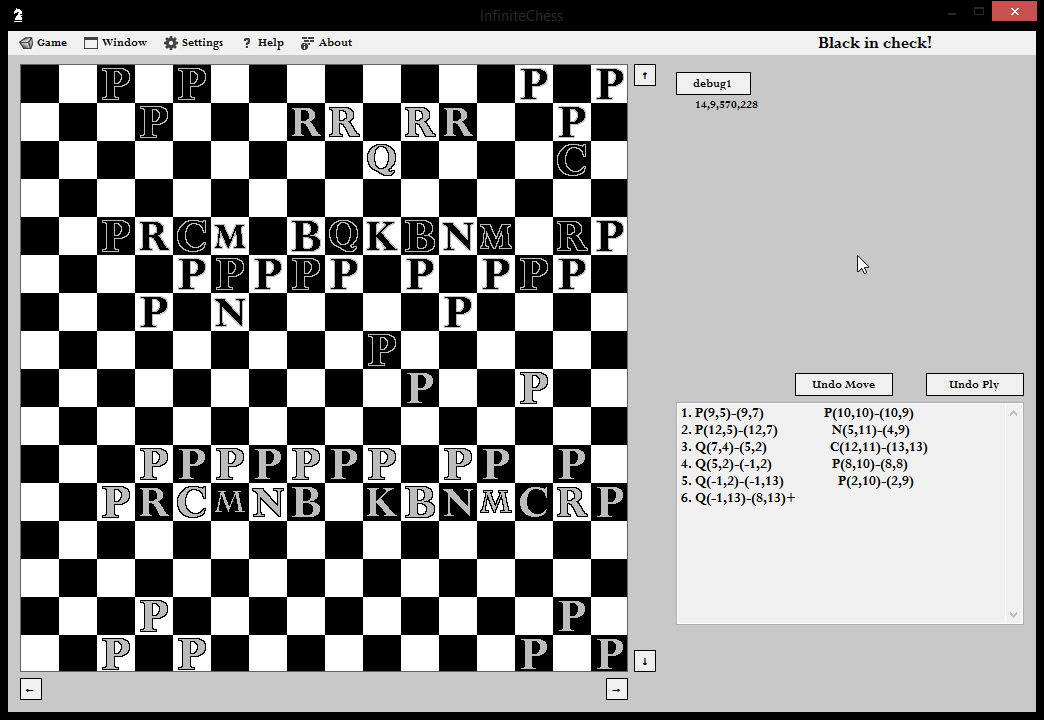 InfiniteChess
Game Window Settings ? Help About Black in check!
P P P P
P R R R R P
Q C
P R C M B Q K B N M R P
P P P P P P P P P
P N P
P
P P
P P P P P P P P P P
P R C M N B K B N M C R P
P P
P P P P
debug1
14,9,570,228
Undo Move Undo Ply
1. P(9,5)-(9,7) P(10,10)-(10,9)
2. P(12,5)-(12,7) N(5,11)-(4,9)
3. Q(7,4)-(5,2) C(12,11)-(13,13)
4. Q(5,2)-(-1,2) P(8,10)-(8,8)
5. Q(-1,2)-(-1,13) P(2,10)-(2,9)
6. Q(-1,13)-(8,13)+